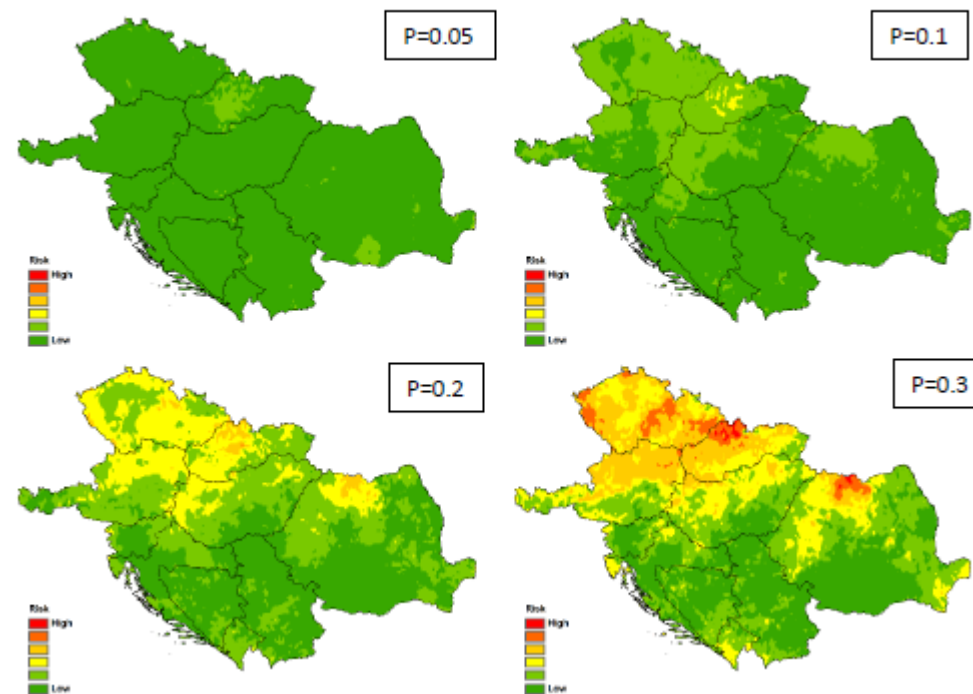 P=0.05
Risk
High
Low
P=0.1
Risk
High
Low
P=0.2
Risk
High
Low
P=0.3
Risk
High
Low